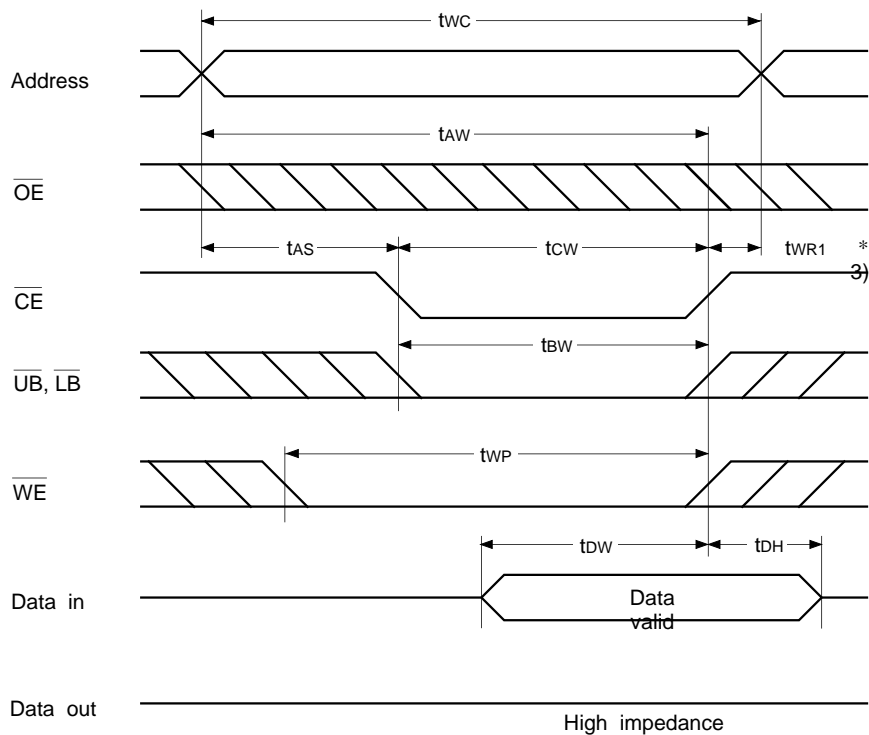 tWC
Address
tAW
OE
tAS tCW tWR1 *
3)
CE
tBW
UB, LB
tWP
WE
tDW tDH
Data in
Data
valid
Data out
High impedance